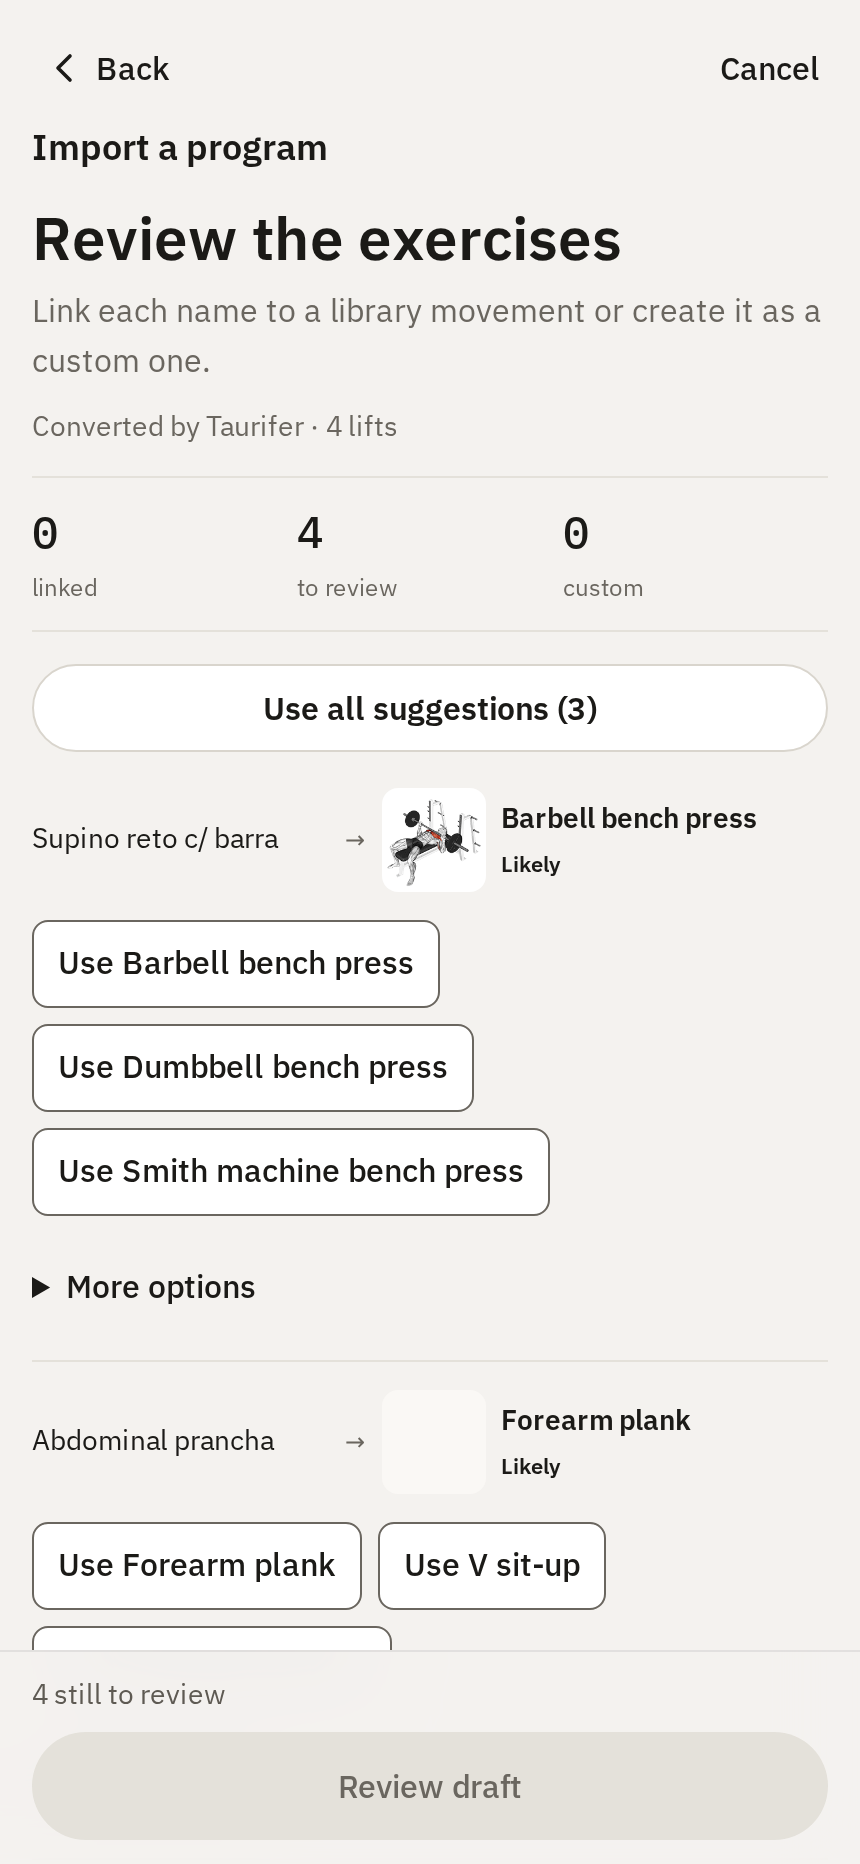 Back
Cancel
Import a program
Review the exercises
Link each name to a library movement or create it as a
custom one.
Converted by Taurifer · 4 lifts
0
4
0
linked
to review
custom
Use all suggestions (3)
Supino reto c/ barra
→
Barbell bench press
Likely
Use Barbell bench press
Use Dumbbell bench press
Use Smith machine bench press
More options
Abdominal prancha
→
Forearm plank
Likely
Use Forearm plank
Use V sit-up
4 still to review
Review draft